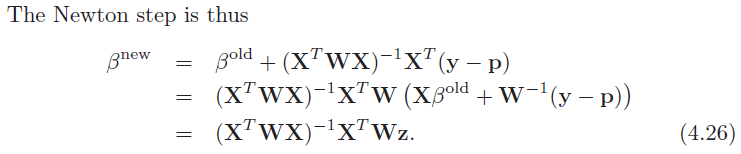 The Newton step is thus
β^new = β^old + (X^T WX)^−1 X^T (y − p)
= (X^T WX)^−1 X^T W (Xβ^old + W^−1 (y − p))
= (X^T WX)^−1 X^T Wz. (4.26)